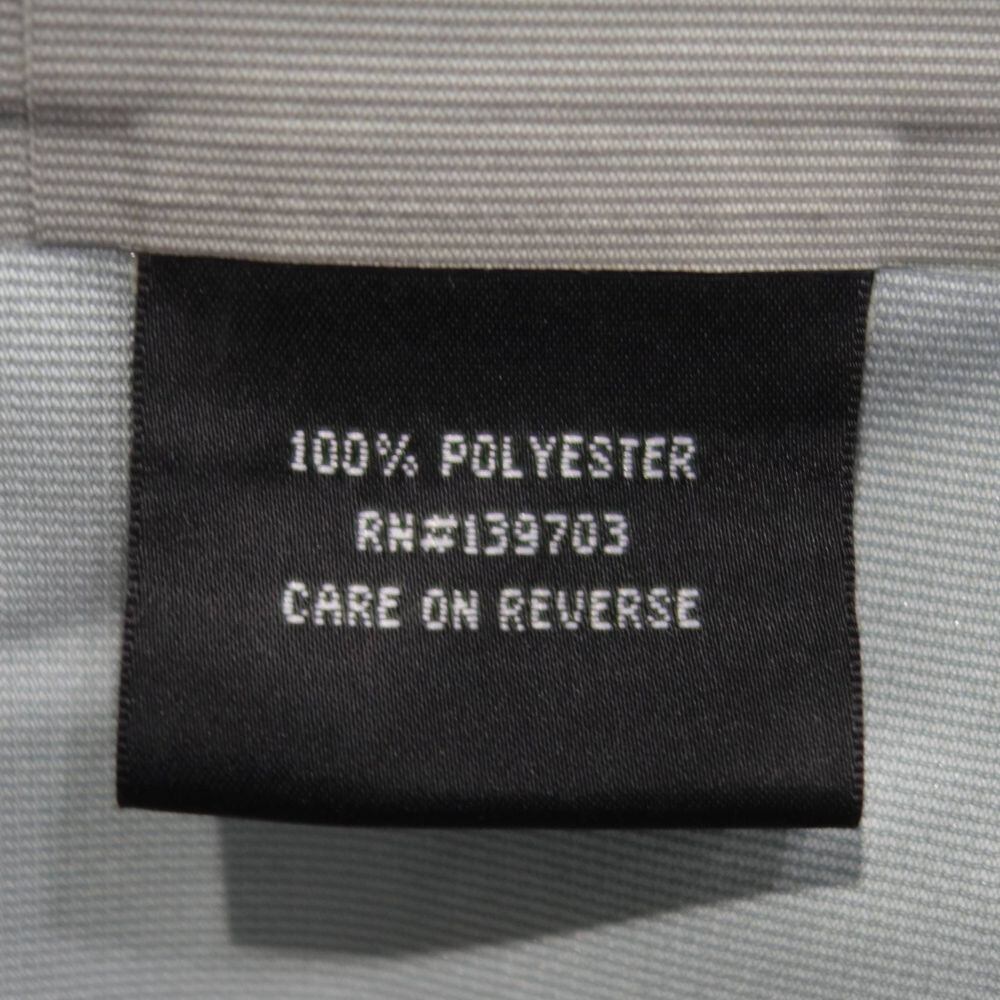 100% POLYESTER
RN#139703
CARE ON REVERSE